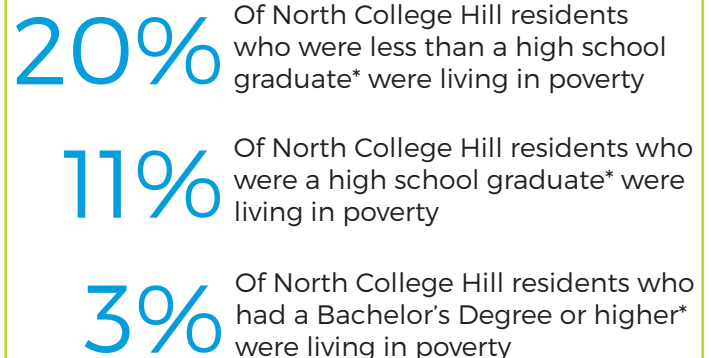 20%
Of North College Hill residents
who were less than a high school
graduate* were living in poverty
11%
Of North College Hill residents who
were a high school graduate* were
living in poverty
3%
Of North College Hill residents who
had a Bachelor’s Degree or higher*
were living in poverty